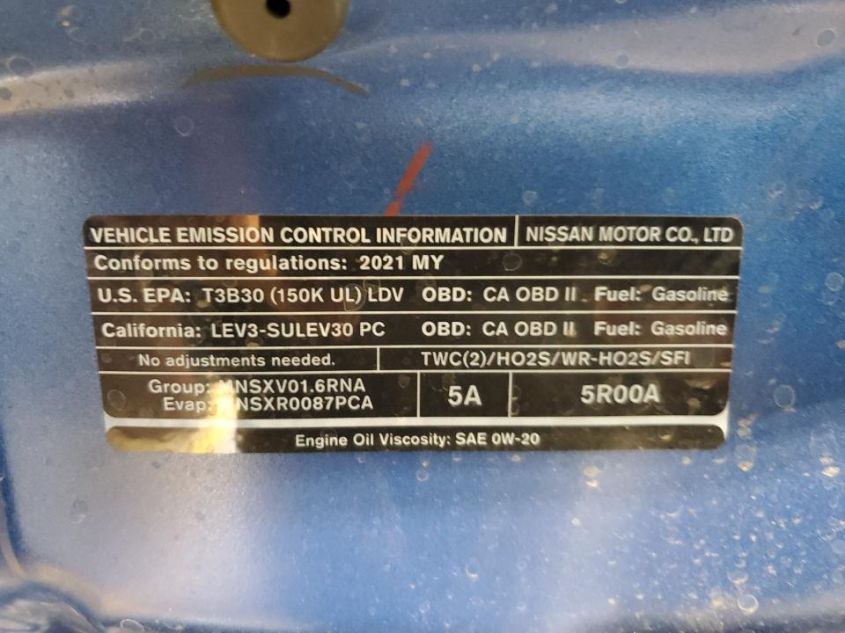 VEHICLE EMISSION CONTROL INFORMATION NISSAN MOTOR CO., LTD
Conforms to regulations: 2021 MY
U.S. EPA: T3B30 (150K UL) LDV OBD: CA OBD II Fuel: Gasoline
California: LEV3-SULEV30 PC OBD: CA OBD II Fuel: Gasoline
No adjustments needed. TWC(2)/HO2S/WR-HO2S/SFI
Group: MNSXV01.6RNA
Evap: MNSXR0087PCA
5A 5R00A
Engine Oil Viscosity: SAE 0W-20